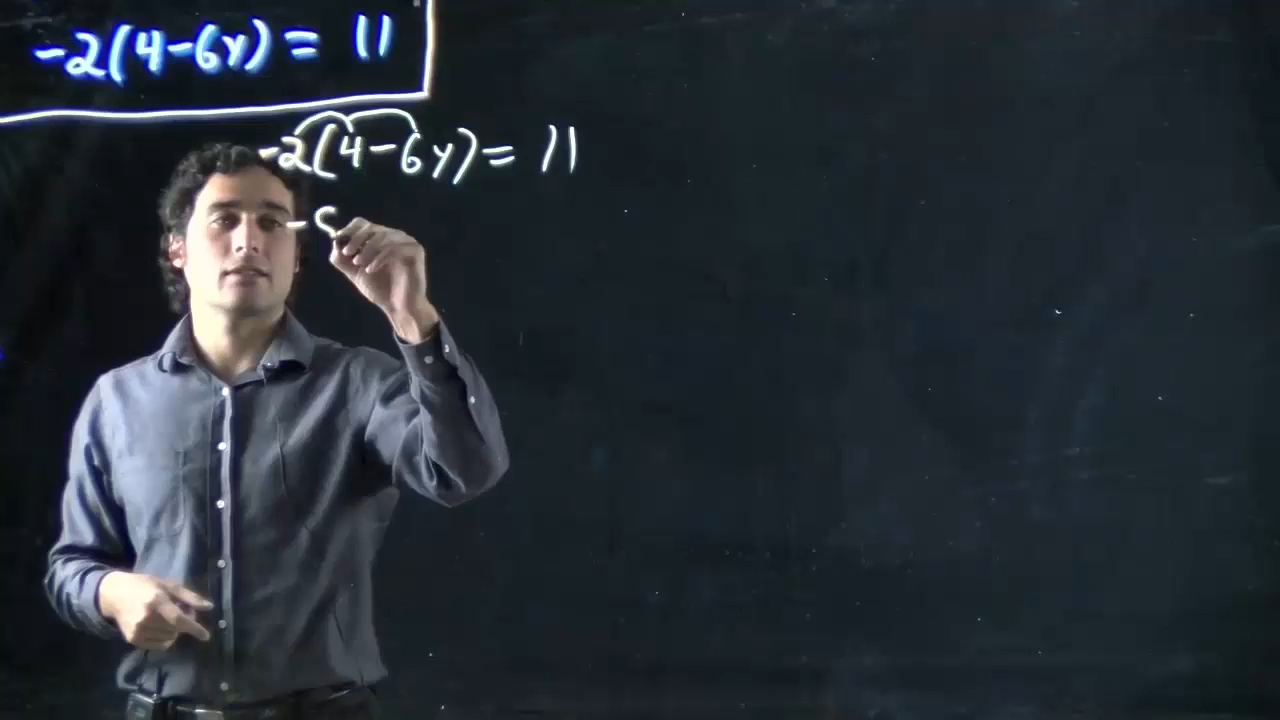 -2(4-6y) = 11
-2(4-6y) = 11
-